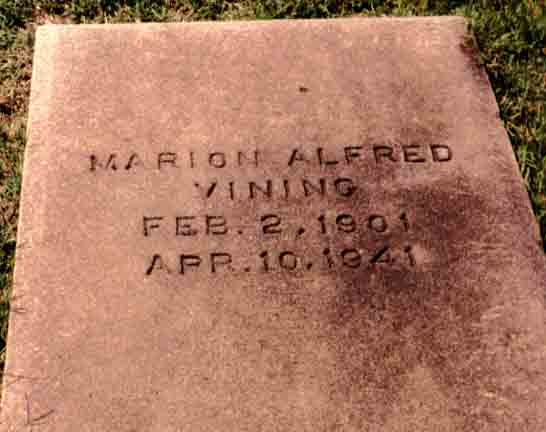 MARION ALFRED
VINING
FEB. 2, 1901
APR. 10, 1941